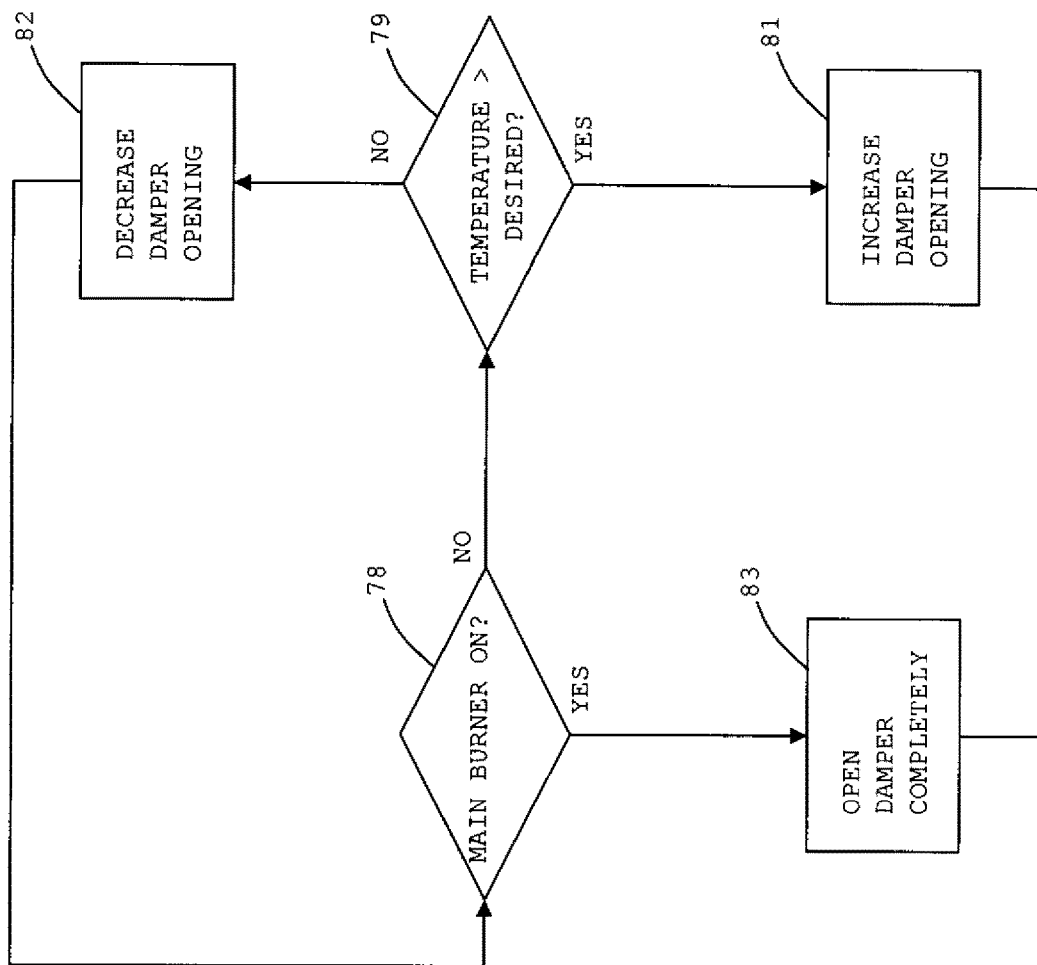 78
MAIN BURNER ON?
NO
YES
83
OPEN
DAMPER
COMPLETELY
82
DECREASE
DAMPER
OPENING
79
NO
TEMPERATURE >
DESIRED?
YES
81
INCREASE
DAMPER
OPENING